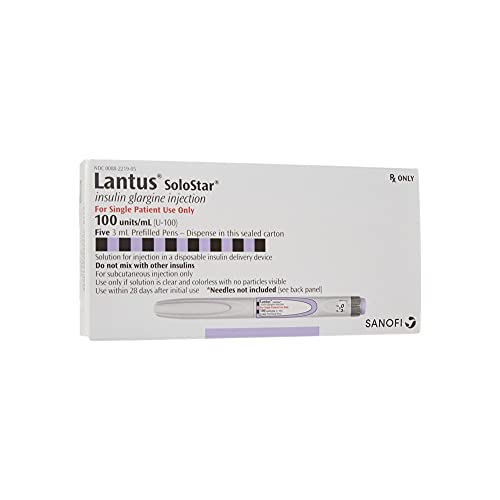 NDC 0088-2219-05
Lantus® SoloStar®
insulin glargine injection
For Single Patient Use Only
100 units/mL (U-100)
Five 3 mL Prefilled Pens – Dispense in this sealed carton
Solution for injection in a disposable insulin delivery device
Do not mix with other insulins
For subcutaneous injection only
Use only if solution is clear and colorless with no particles visible
Use within 28 days after initial use *Needles not included (see back panel)
℞ ONLY
Lantus
SANOFI